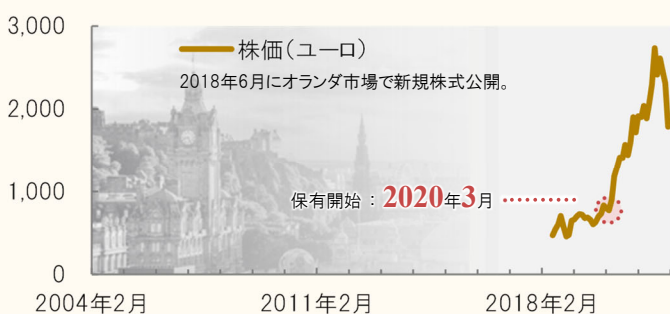 3,000
株価(ユーロ)
2018年6月にオランダ市場で新規株式公開。
2,000
1,000
保有開始：2020年3月
0
2004年2月
2011年2月
2018年2月